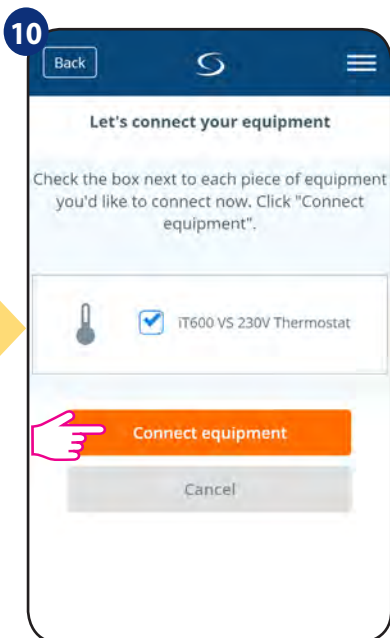 10
Back
Let's connect your equipment
Check the box next to each piece of equipment
you'd like to connect now. Click "Connect
equipment".
iT600 VS 230V Thermostat
Connect equipment
Cancel